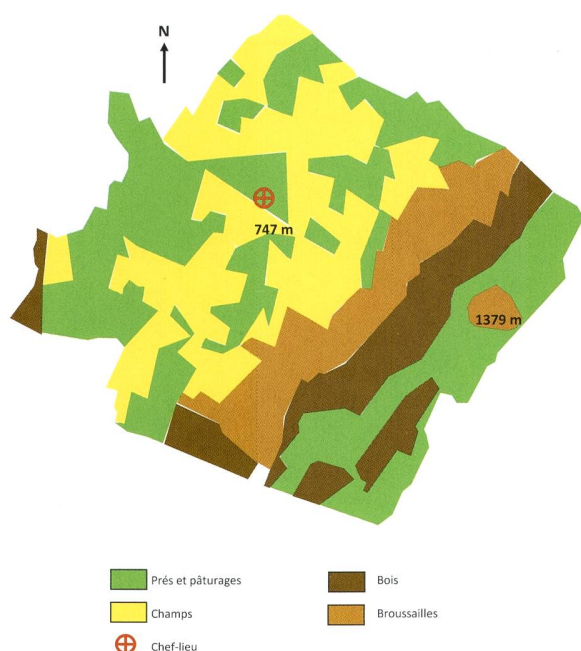 N
747 m
1379 m
Prés et pâturages
Bois
Champs
Broussailles
Chef-lieu